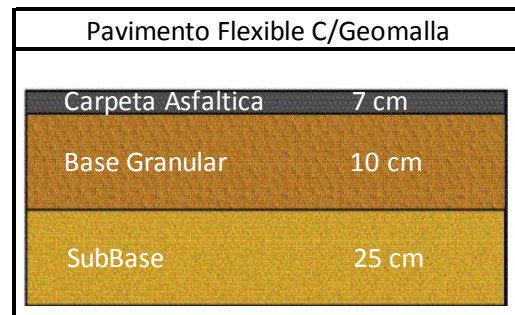 Pavimento Flexible C/Geomalla
Carpeta Asfaltica 7 cm
Base Granular 10 cm
SubBase 25 cm